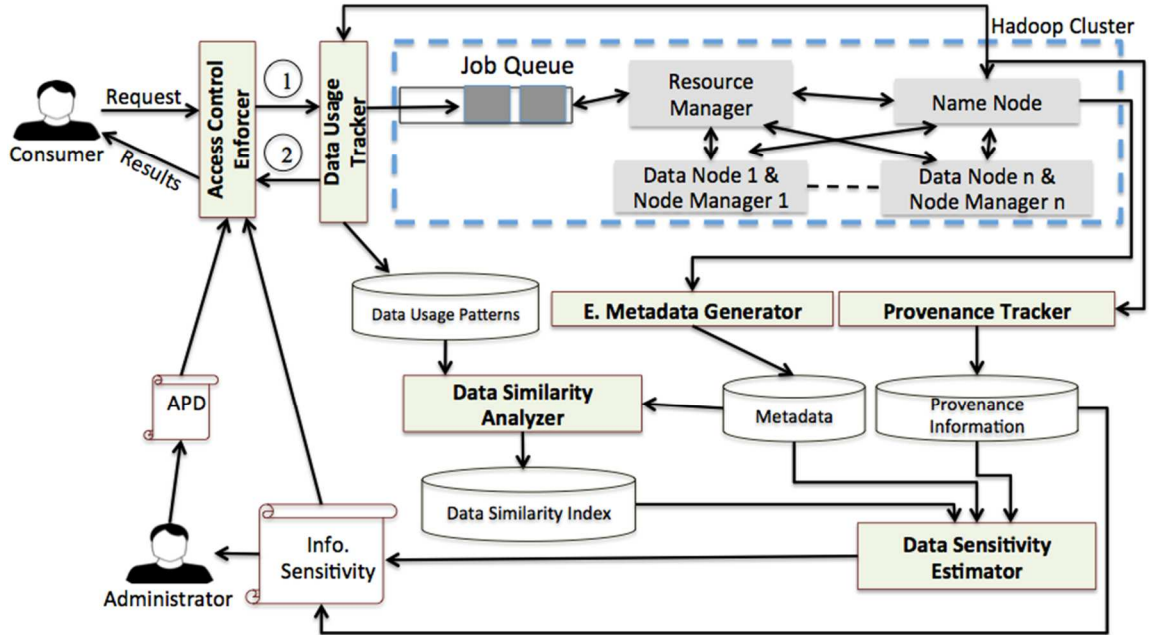 Hadoop Cluster
Job Queue
Resource
Manager
Name Node
Data Node 1 &
Node Manager 1
Data Node n &
Node Manager n
Request
Results
Consumer
Access Control
Enforcer
1
2
Data Usage
Tracker
Data Usage Patterns
E. Metadata Generator
Provenance Tracker
Data Similarity
Analyzer
Metadata
Provenance
Information
APD
Data Similarity Index
Info.
Sensitivity
Data Sensitivity
Estimator
Administrator